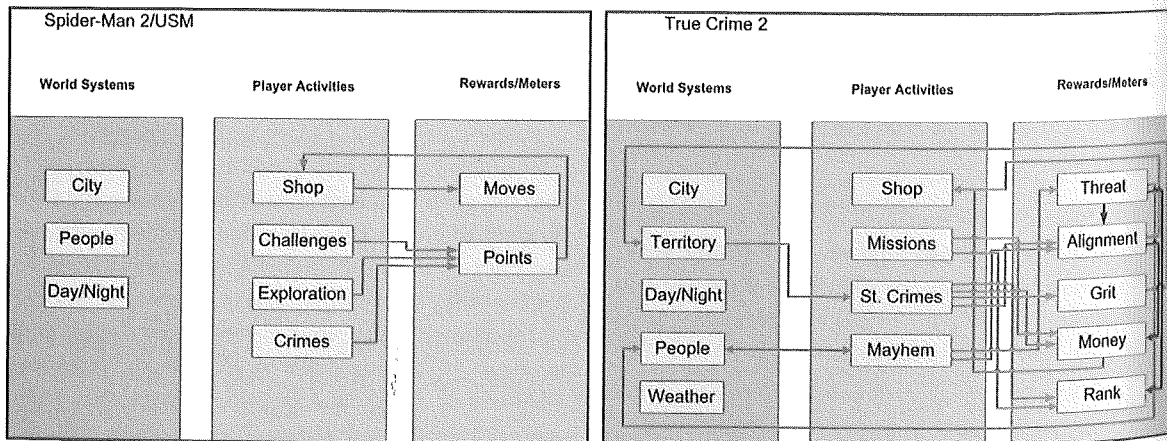 Spider-Man 2/USM
World Systems
Player Activities
Rewards/Meters
City
People
Day/Night
Shop
Challenges
Exploration
Crimes
Moves
Points
True Crime 2
World Systems
Player Activities
Rewards/Meters
City
Territory
Day/Night
People
Weather
Shop
Missions
St. Crimes
Mayhem
Threat
Alignment
Grit
Money
Rank